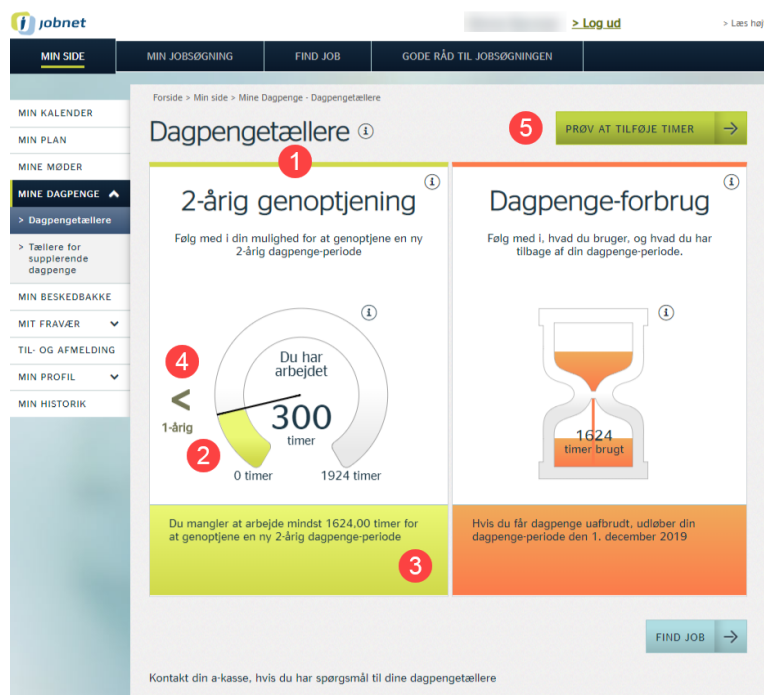 jobnet
> Log ud
> Læs høj
MIN SIDE
MIN JOBSØGNING
FIND JOB
GODE RÅD TIL JOBSØGNINGEN
Forside > Min side > Mine Dagpenge - Dagpengetællere
MIN KALENDER
MIN PLAN
MINE MØDER
MINE DAGPENGE
> Dagpengetællere
> Tællere for
supplerende
dagpenge
MIN BESKEDBAKKE
MIT FRAVÆR
TIL- OG AFMELDING
MIN PROFIL
MIN HISTORIK
Dagpengetællere i
5
PRØV AT TILFØJE TIMER
1
2-årig genoptjening
i
Følg med i din mulighed for at genoptjene en ny
2-årig dagpenge-periode
i
4
<
1-årig
2
Du har
arbejdet
300
timer
0 timer
1924 timer
Du mangler at arbejde mindst 1624,00 timer for
at genoptjene en ny 2-årig dagpenge-periode
3
Dagpenge-forbrug
i
Følg med i, hvad du bruger, og hvad du har
tilbage af din dagpenge-periode.
i
1624
timer brugt
Hvis du får dagpenge uafbrudt, udløber din
dagpenge-periode den 1. december 2019
FIND JOB
Kontakt din a-kasse, hvis du har spørgsmål til dine dagpengetællere